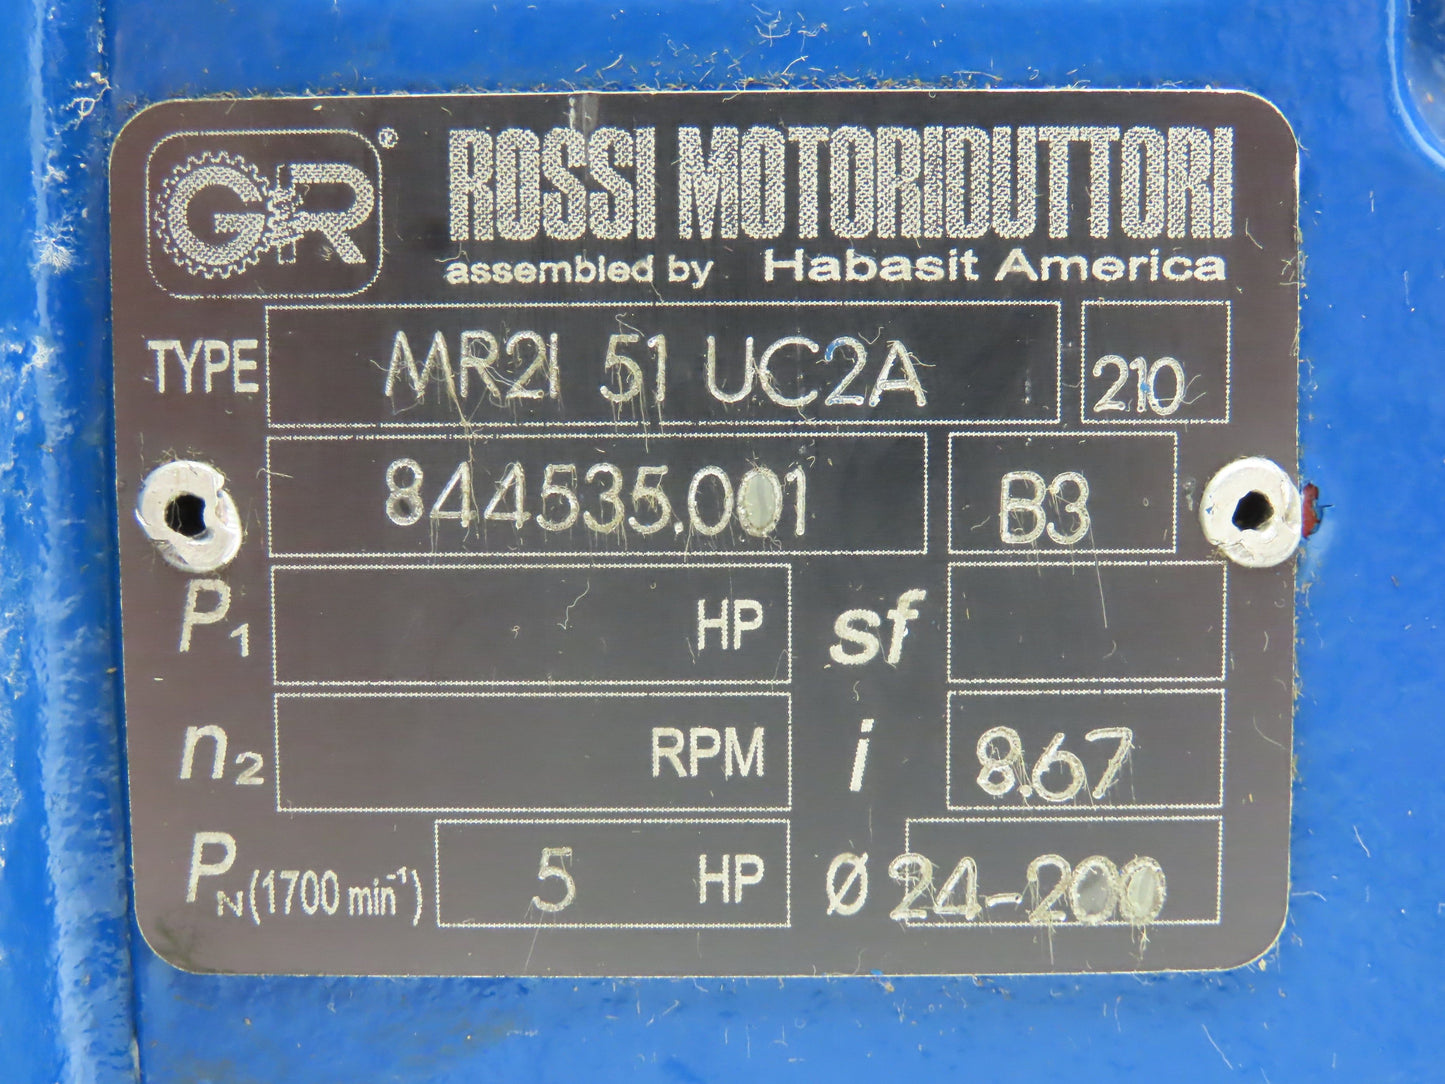 GR® ROSSI MOTORIDUTTORI
assembled by Habasit America
TYPE MR2I 51 UC2A 210
844535.001 B3
P1 HP sf
n2 RPM i 8.67
PN (1700 min-1) 5 HP Ø 24-200